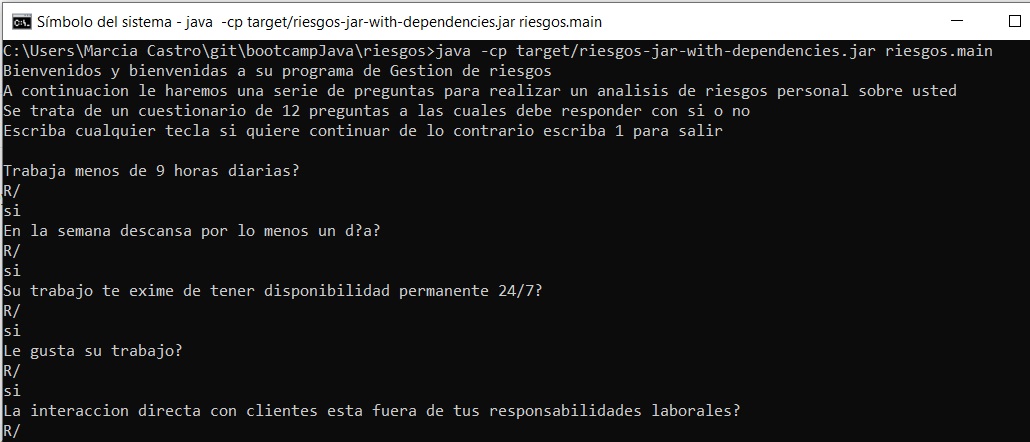 Símbolo del sistema - java -cp target/riesgos-jar-with-dependencies.jar riesgos.main
C:\Users\Marcia Castro\git\bootcampJava\riesgos>java -cp target/riesgos-jar-with-dependencies.jar riesgos.main
Bienvenidos y bienvenidas a su programa de Gestion de riesgos
A continuacion le haremos una serie de preguntas para realizar un analisis de riesgos personal sobre usted
Se trata de un cuestionario de 12 preguntas a las cuales debe responder con si o no
Escriba cualquier tecla si quiere continuar de lo contrario escriba 1 para salir
Trabaja menos de 9 horas diarias?
R/
si
En la semana descansa por lo menos un d?a?
R/
si
Su trabajo te exime de tener disponibilidad permanente 24/7?
R/
si
Le gusta su trabajo?
R/
si
La interaccion directa con clientes esta fuera de tus responsabilidades laborales?
R/